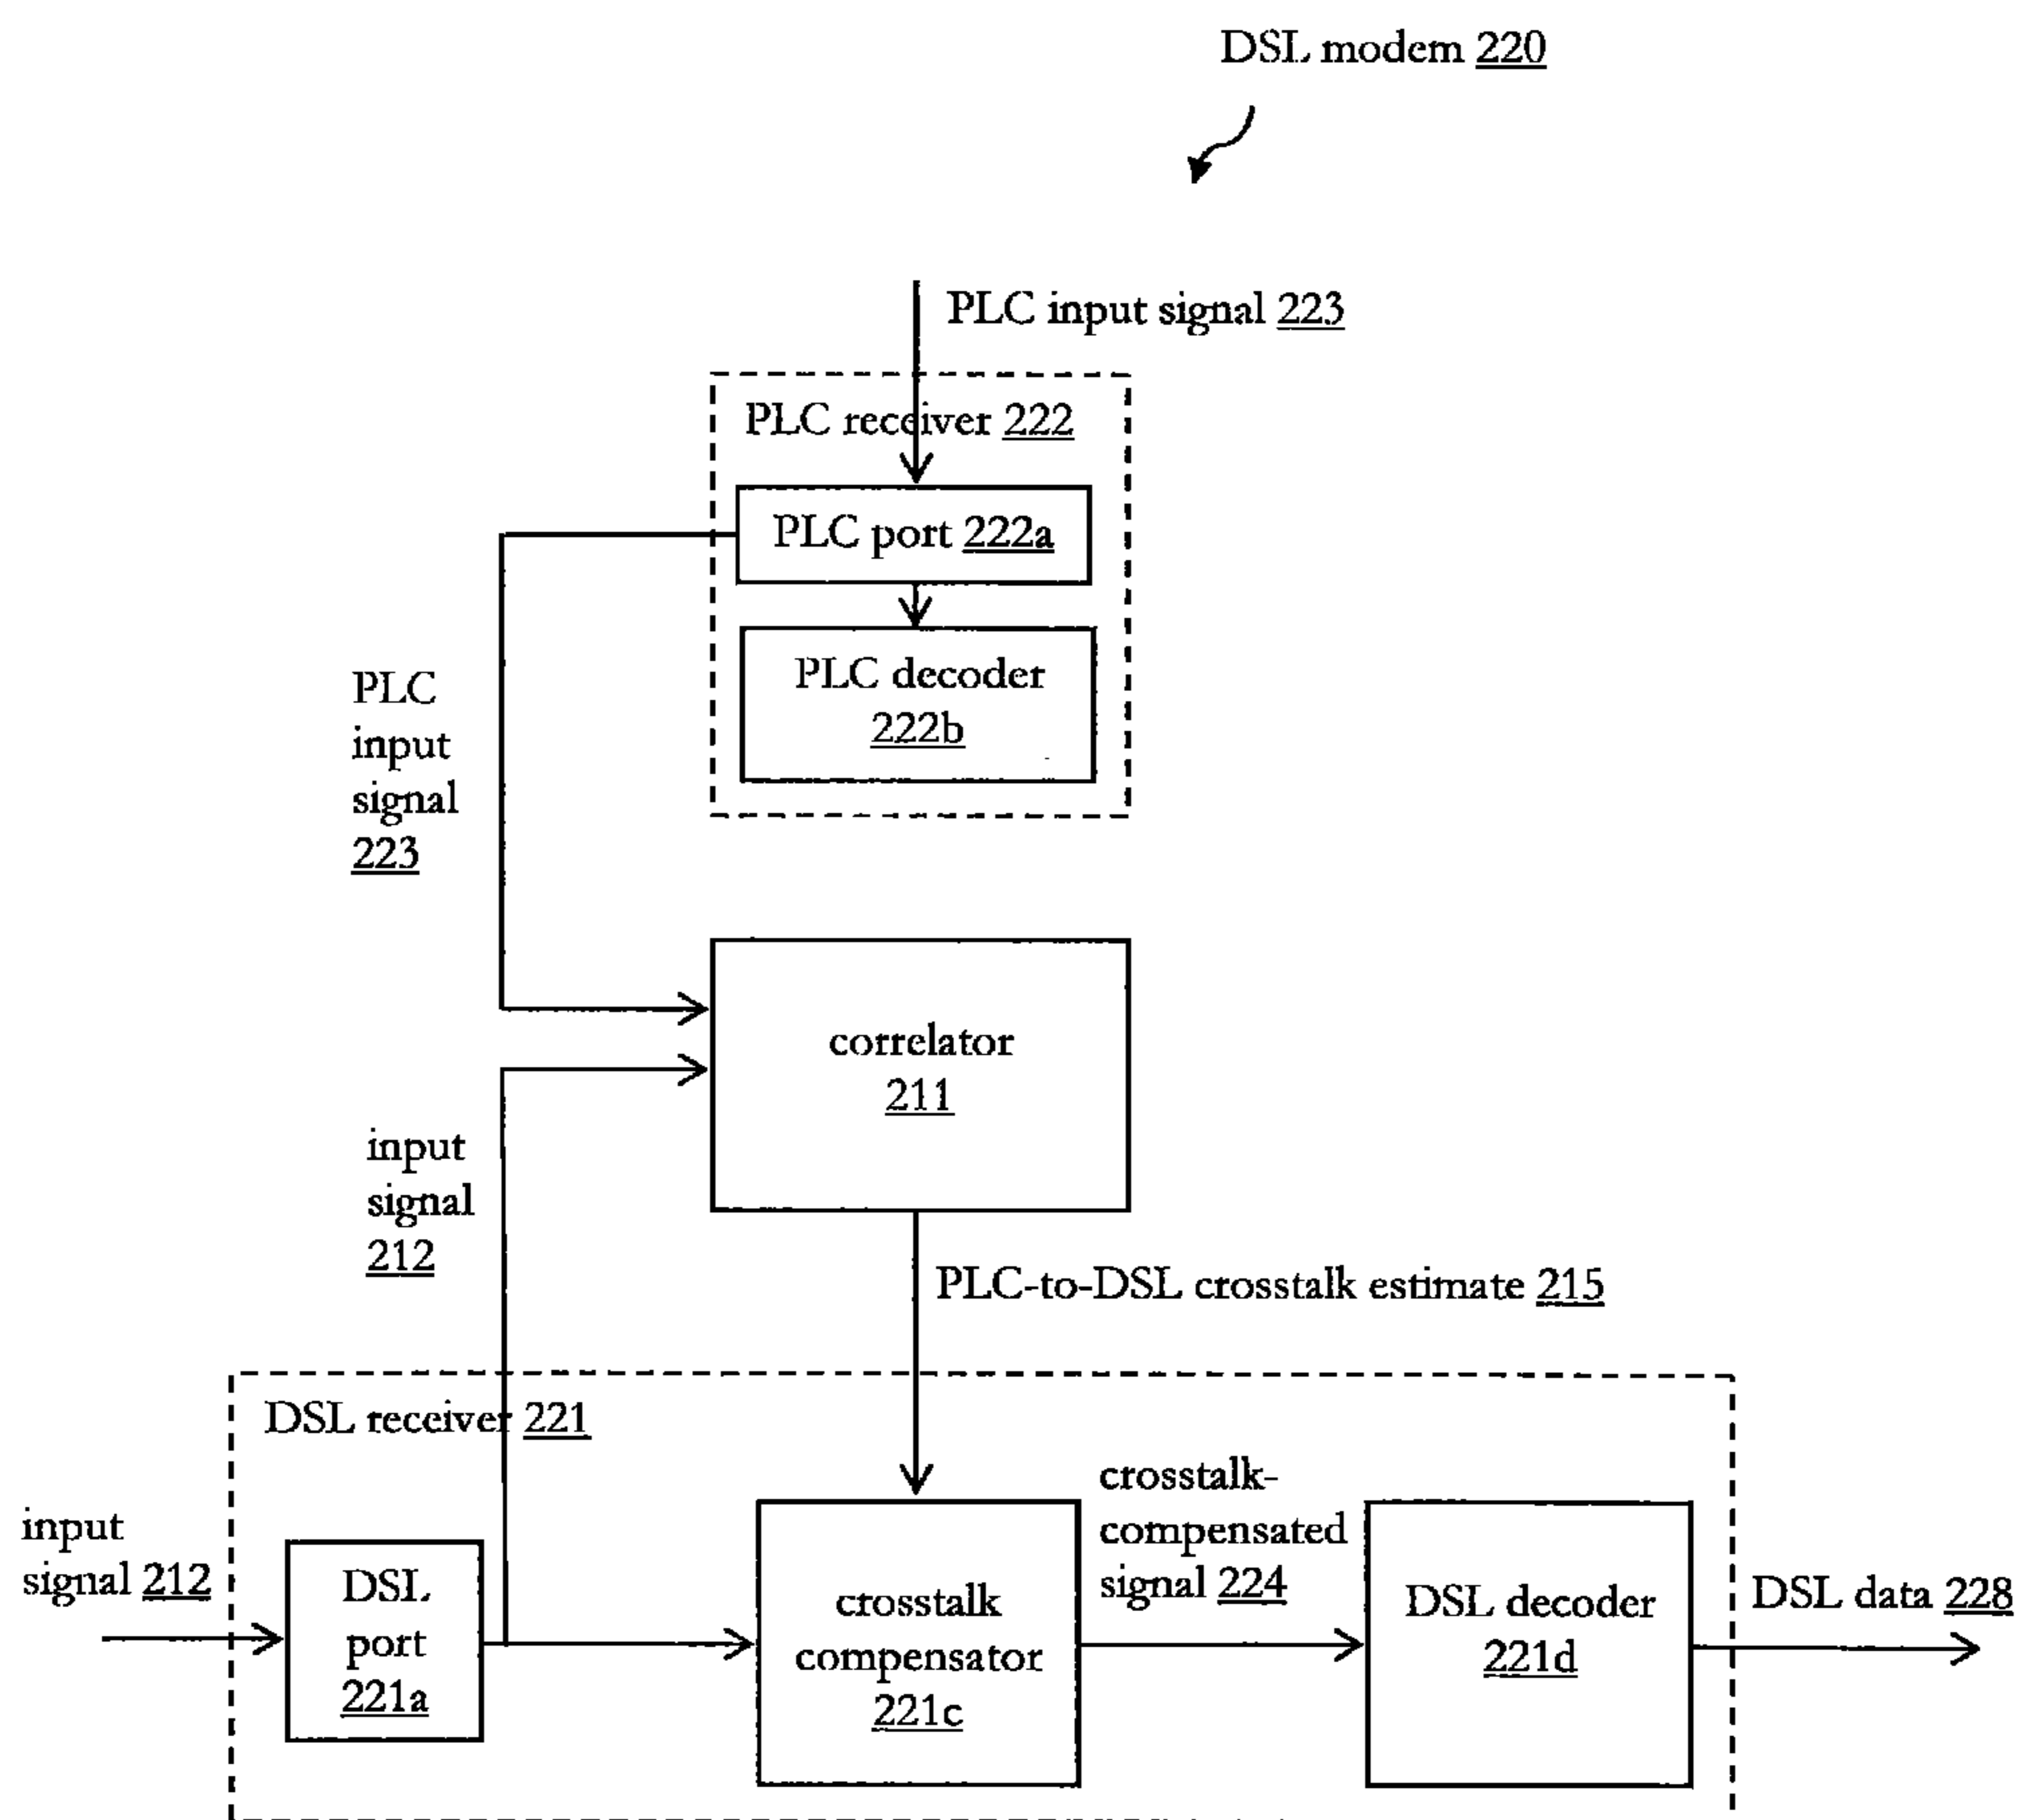 DSL modem 220
PLC input signal 223
PLC receiver 222
PLC port 222a
PLC decoder
222b
PLC
input
signal
223
correlator
211
input
signal
212
PLC-to-DSL crosstalk estimate 215
DSL receiver 221
input
signal 212
DSL
port
221a
crosstalk
compensator
221c
crosstalk-
compensated
signal 224
DSL decoder
221d
DSL data 228